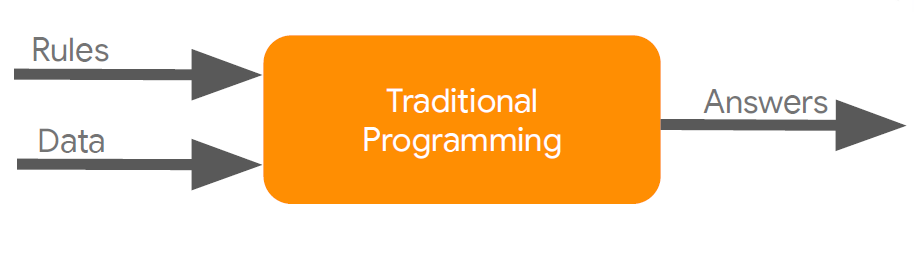 Rules
Data
Traditional
Programming
Answers